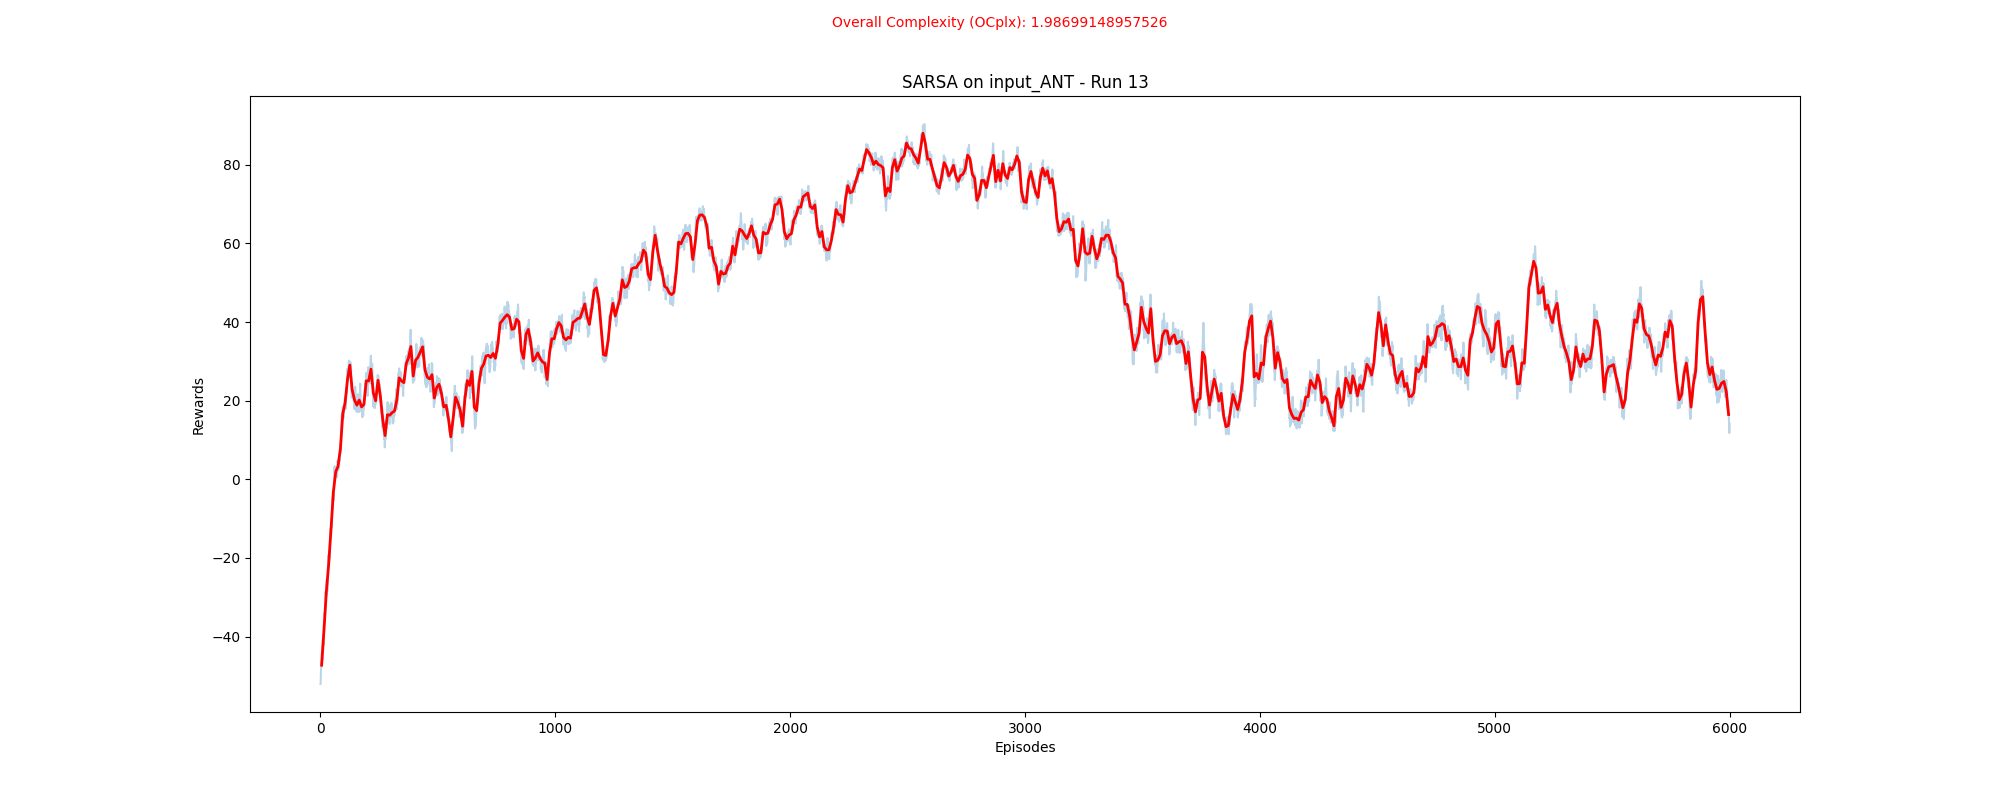 Overall Complexity (OCplx): 1.98699148957526
SARSA on input_ANT - Run 13
Rewards
80
60
40
20
0
−20
−40
0 1000 2000 3000 4000 5000 6000
Episodes